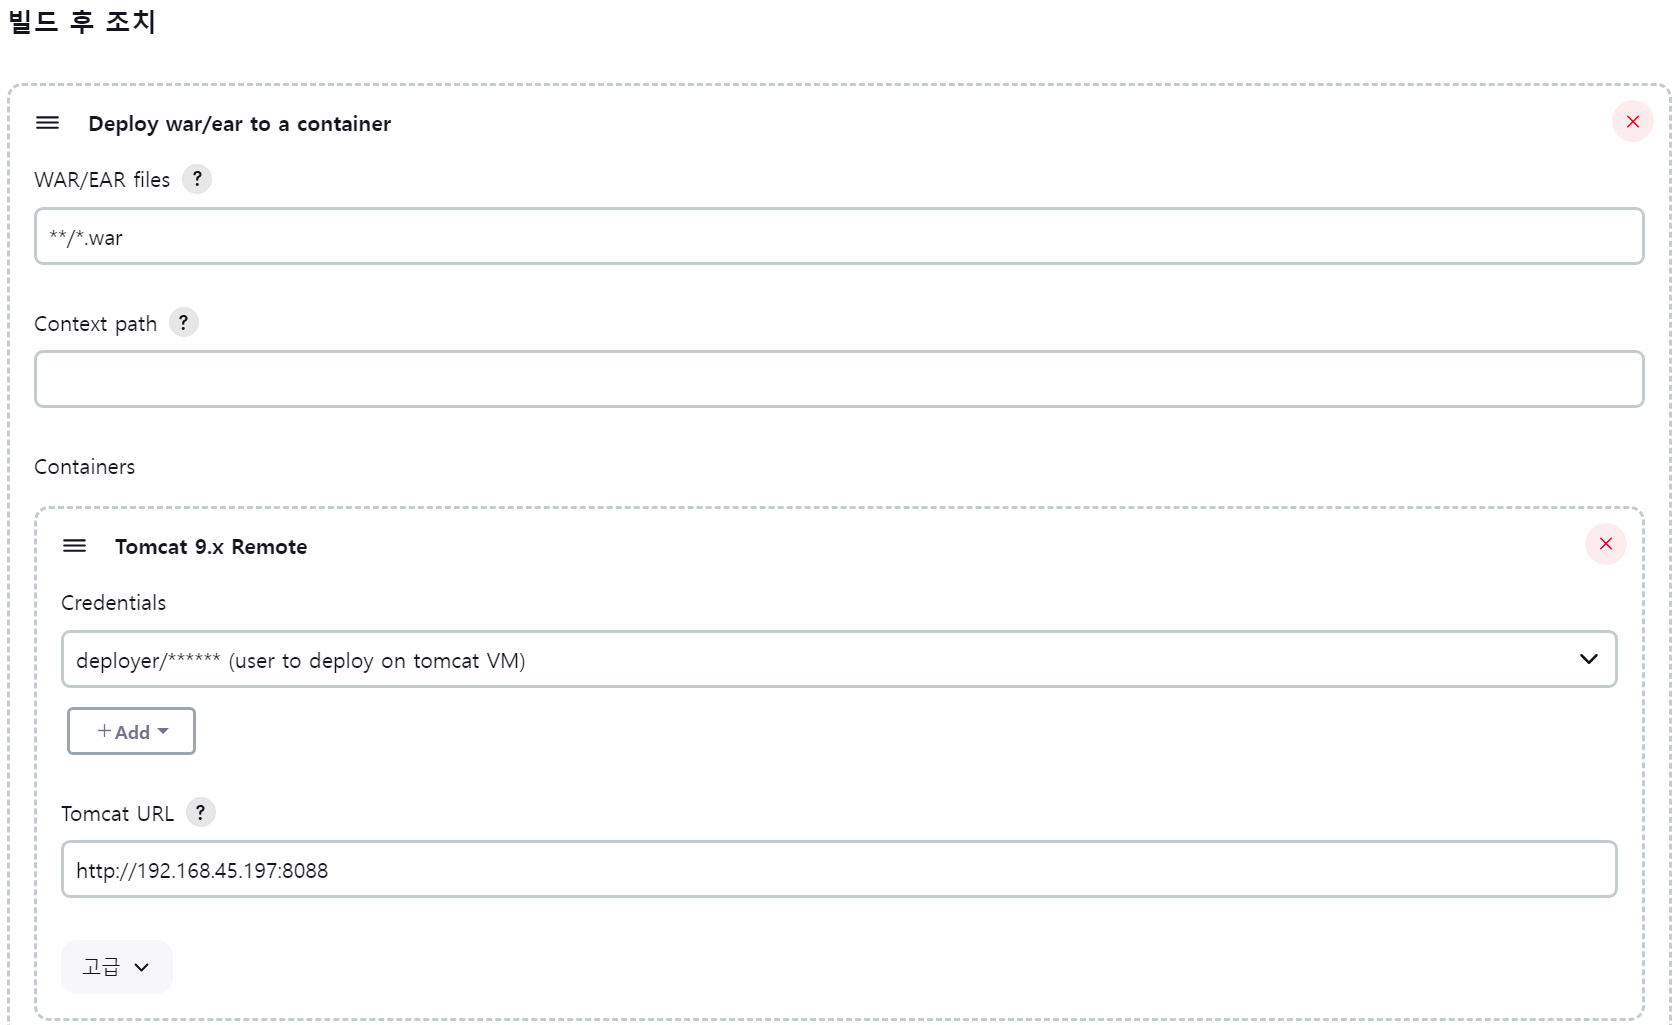 빌드 후 조치
Deploy war/ear to a container
WAR/EAR files ?
**/*.war
Context path ?
Containers
Tomcat 9.x Remote
Credentials
deployer/****** (user to deploy on tomcat VM)
+Add
Tomcat URL ?
http://192.168.45.197:8088
고급